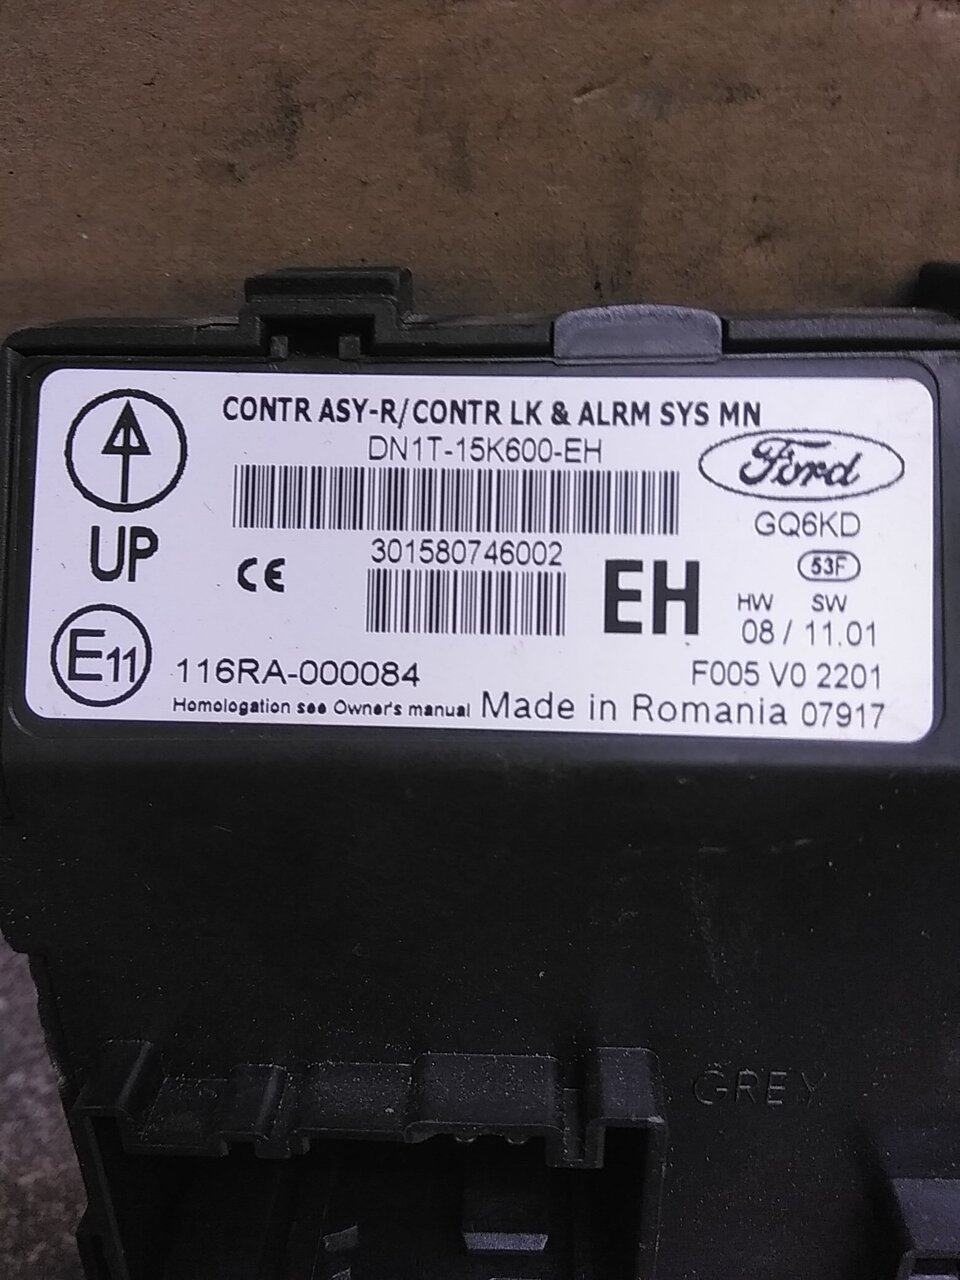 CONTR ASY-R/CONTR LK & ALRM SYS MN
DN1T-15K600-EH
Ford
GQ6KD
UP
CE
301580746002
EH
53F
HW SW
08 / 11.01
E11
116RA-000084
F005 V0 2201
Homologation see Owner's manual Made in Romania 07917
GREY